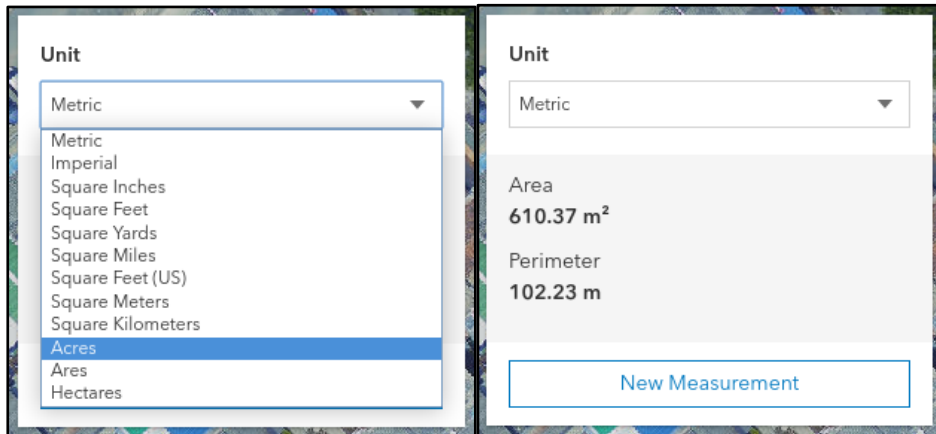 Unit
Metric
Metric
Imperial
Square Inches
Square Feet
Square Yards
Square Miles
Square Feet (US)
Square Meters
Square Kilometers
Acres
Ares
Hectares
Unit
Metric
Area
610.37 m²
Perimeter
102.23 m
New Measurement